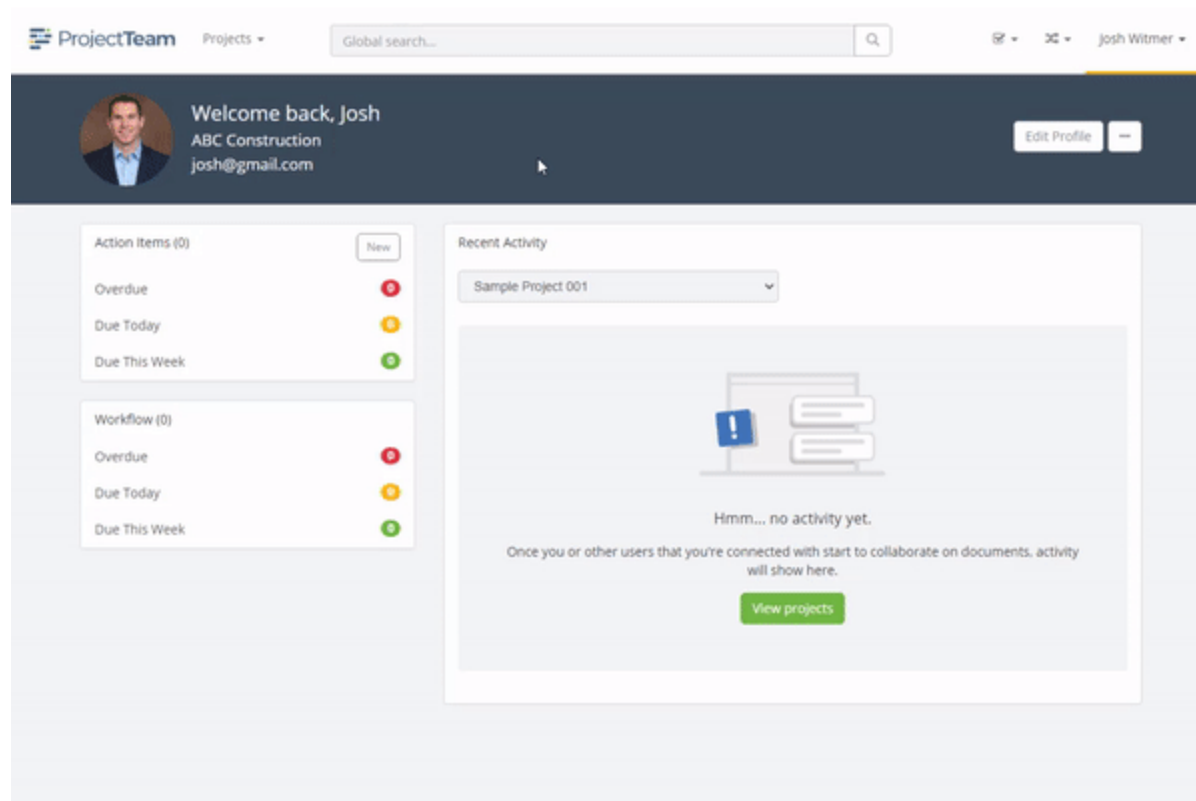 ProjectTeam
Projects
Global search...
Josh Witmer
Welcome back, Josh
ABC Construction
josh@gmail.com
Edit Profile
Action Items (0)
New
Overdue
0
Due Today
0
Due This Week
0
Workflow (0)
Overdue
0
Due Today
0
Due This Week
0
Recent Activity
Sample Project 001
!
Hmm... no activity yet.
Once you or other users that you're connected with start to collaborate on documents, activity
will show here.
View projects